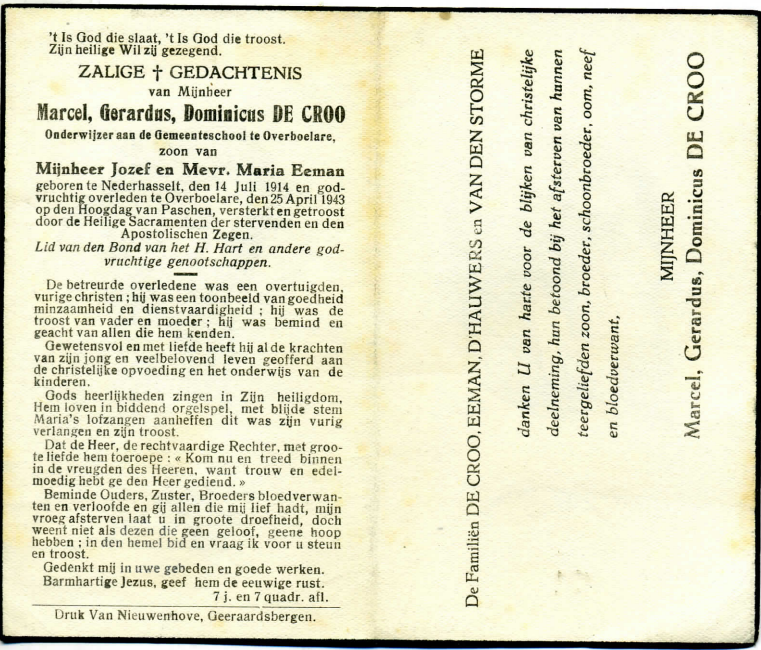 't Is God die slaat, 't Is God die troost.
Zijn heilige Wil zij gezegend.
ZALIGE † GEDACHTENIS
van Mijnheer
Marcel, Gerardus, Dominicus DE CROO
Onderwijzer aan de Gemeenteschool te Overboelare,
zoon van
Mijnheer Jozef en Mevr. Maria Eeman
geboren te Nederhasselt, den 14 Juli 1914 en god-
vruchtig overleden te Overboelare, den 25 April 1943
op den Hoogdag van Paschen, versterkt en getroost
door de Heilige Sacramenten der stervenden en den
Apostolischen Zegen.
Lid van den Bond van het H. Hart en andere god-
vruchtige genootschappen.
De betreurde overledene was een overtuigden,
vurige christen ; hij was een toonbeeld van goedheid
minzaamheid en dienstvaardigheid ; hij was de
troost van vader en moeder ; hij was bemind en
geacht van allen die hem kenden.
Gewetensvol en met liefde heeft hij al de krachten
van zijn jong en veelbelovend leven geofferd aan
de christelijke opvoeding en het onderwijs van de
kinderen.
Gods heerlijkheden zingen in Zijn heiligdom,
Hem loven in biddend orgelspel, met blijde stem
Maria's lofzangen aanheffen dit was zijn vurig
verlangen en zijn troost.
Dat de Heer, de rechtvaardige Rechter, met groo-
te liefde hem toeroepe : « Kom nu en treed binnen
in de vreugden des Heeren, want trouw en edel-
moedig hebt ge den Heer gediend. »
Beminde Ouders, Zuster, Broeders bloedverwan-
ten en verloofde en gij allen die mij lief hadt, mijn
vroeg afsterven laat u in groote droefheid, doch
weent niet als dezen die geen geloof, geene hoop
hebben ; in den hemel bid en vraag ik voor u steun
en troost.
Gedenkt mij in uwe gebeden en goede werken.
Barmhartige Jezus, geef hem de eeuwige rust.
7 j. en 7 quadr. afl.
Druk Van Nieuwenhove, Geeraardsbergen.
De Familiën DE CROO, EEMAN, D'HAUWERS en VAN DEN STORME
danken U van harte voor de blijken van christelijke
deelneming, hun betoond bij het afsterven van hunnen
teergeliefden zoon, broeder, schoonbroeder, oom, neef
en bloedverwant,
MIJNHEER
Marcel, Gerardus, Dominicus DE CROO